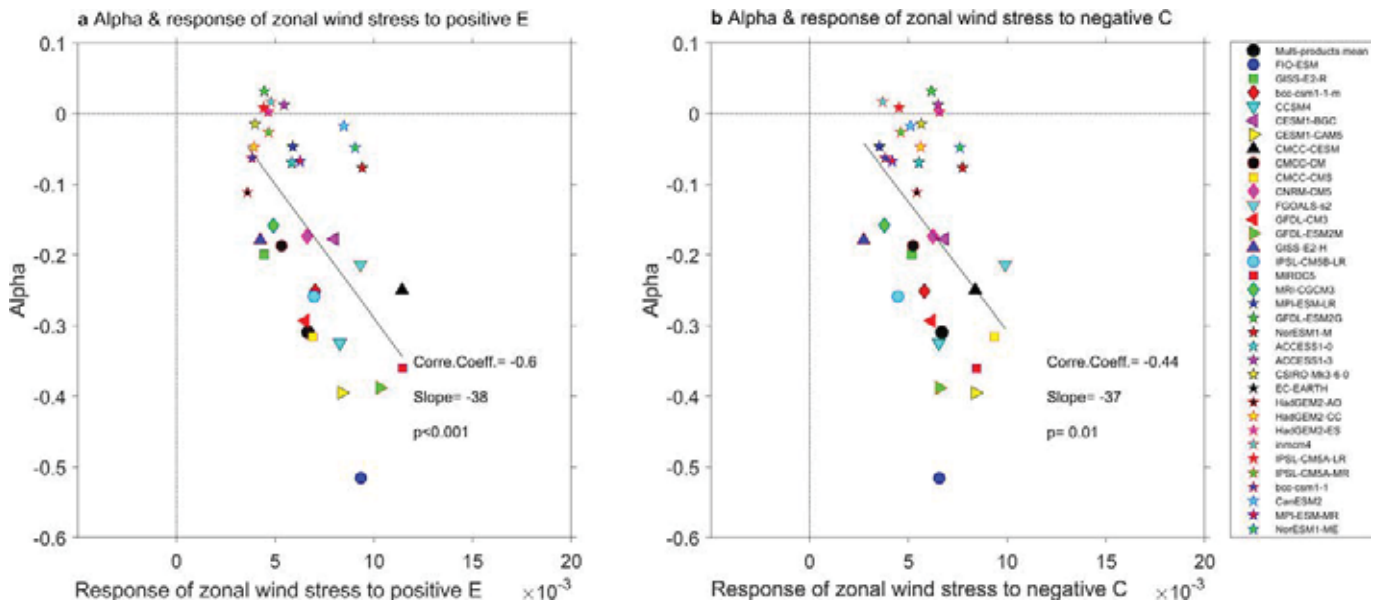 a Alpha & response of zonal wind stress to positive E
0.1
0
-0.1
-0.2
-0.3
-0.4
-0.5
-0.6
Alpha
Corre.Coeff.= -0.6
Slope= -38
p<0.001
0 5 10 15 20
Response of zonal wind stress to positive E ×10⁻³
b Alpha & response of zonal wind stress to negative C
0.1
0
-0.1
-0.2
-0.3
-0.4
-0.5
-0.6
Alpha
Corre.Coeff.= -0.44
Slope= -37
p= 0.01
0 5 10 15 20
Response of zonal wind stress to negative C ×10⁻³
Multi-products mean
FIO-ESM
GISS-E2-R
bcc-csm1-1-m
CCSM4
CESM1-BGC
CESM1-CAM5
CMCC-CESM
CMCC-CM
CMCC-CMS
CNRM-CM5
FGOALS-s2
GFDL-CM3
GFDL-ESM2M
GISS-E2-H
IPSL-CM5B-LR
MIROC5
MRI-CGCM3
MPI-ESM-LR
GFDL-ESM2G
NorESM1-M
ACCESS1-0
ACCESS1-3
CSIRO-Mk3-6-0
EC-EARTH
HadGEM2-AO
HadGEM2-CC
HadGEM2-ES
inmcm4
IPSL-CM5A-LR
IPSL-CM5A-MR
bcc-csm1-1
CanESM2
MPI-ESM-MR
NorESM1-ME